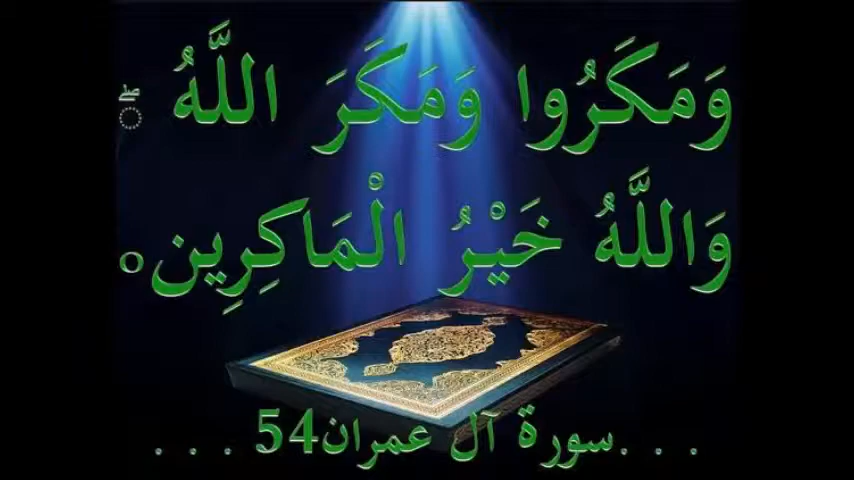 وَمَكَرُوا وَمَكَرَ اللَّهُ ۖ
وَاللَّهُ خَيْرُ الْمَاكِرِين○
. . .سورة آل عمران54 . . .